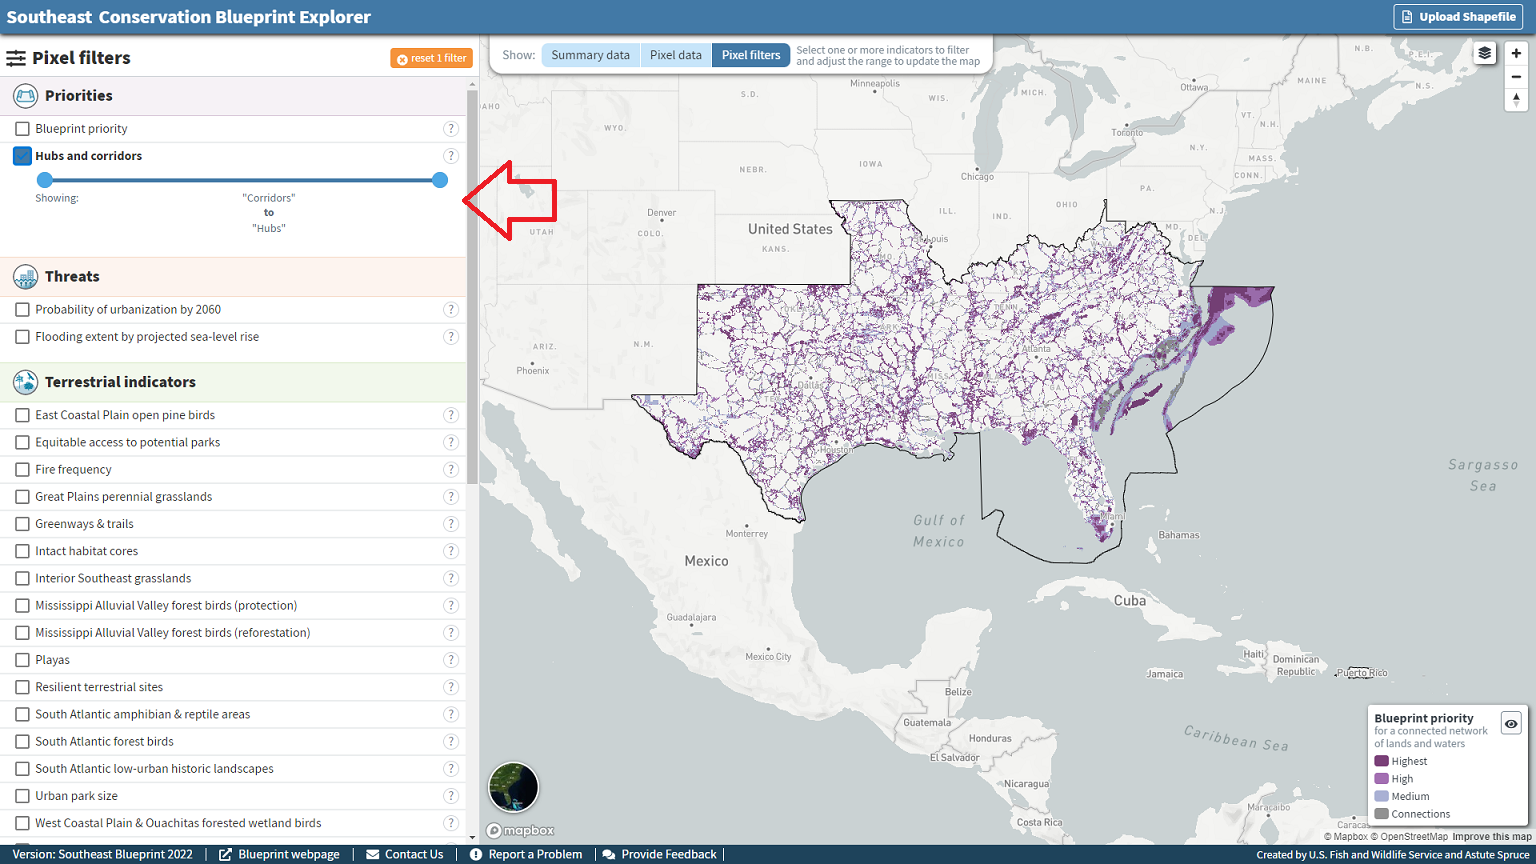 Southeast Conservation Blueprint Explorer
Upload Shapefile
Pixel filters
reset 1 filter
Show:
Summary data
Pixel data
Pixel filters
Select one or more indicators to filter
and adjust the range to update the map
Priorities
Blueprint priority
?
Hubs and corridors
?
Showing:
"Corridors"
to
"Hubs"
Threats
Probability of urbanization by 2060
?
Flooding extent by projected sea-level rise
?
Terrestrial indicators
East Coastal Plain open pine birds
?
Equitable access to potential parks
?
Fire frequency
?
Great Plains perennial grasslands
?
Greenways & trails
?
Intact habitat cores
?
Interior Southeast grasslands
?
Mississippi Alluvial Valley forest birds (protection)
?
Mississippi Alluvial Valley forest birds (reforestation)
?
Playas
?
Resilient terrestrial sites
?
South Atlantic amphibian & reptile areas
?
South Atlantic forest birds
?
South Atlantic low-urban historic landscapes
?
Urban park size
?
West Coastal Plain & Ouachitas forested wetland birds
?
N.B.
P.E.I.
Ottawa
MAINE
N.S.
Minneapolis
S.D.
WIS.
MICH.
VT.
N.H.
Toronto
WYO.
N.Y.
MASS.
CONN.
IOWA
NEBR.
Chicago
PA.
OHIO
ILL.
IND.
N.J.
Denver
UTAH
COLO.
United States
KANS.
St Louis
MD.
DEL.
ARIZ.
N.M.
Phoenix
Atlanta
Dallas
Houston
Sargasso
Sea
Gulf of
Mexico
Miami
Bahamas
Monterrey
Mexico
Cuba
Guadalajara
Mexico City
Haiti
Dominican
Republic
Puerto Rico
Jamaica
Belize
Guatemala
Honduras
El Salvador
Caribbean Sea
Nicaragua
Costa Rica
Maracaibo
Caracas
Blueprint priority
for a connected network
of lands and waters
Highest
High
Medium
Connections
mapbox
© Mapbox © OpenStreetMap Improve this map
Version: Southeast Blueprint 2022
Blueprint webpage
Contact Us
Report a Problem
Provide Feedback
Created by U.S. Fish and Wildlife Service and Astute Spruce